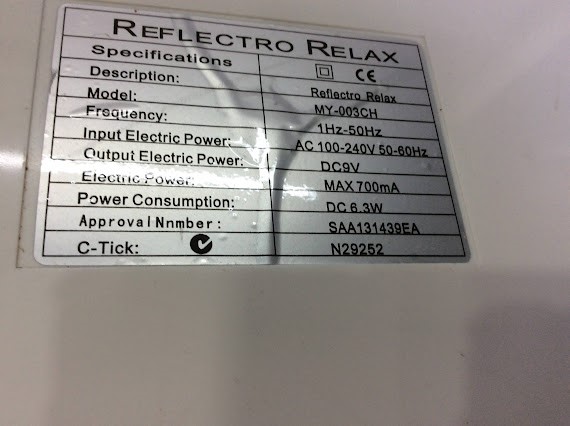 REFLECTRO RELAX
Specifications CE
Description: Reflectro Relax
Model: MY-003CH
Frsquency: 1Hz-50Hz
Input Electric Power: AC 100-240V 50-60Hz
Output Electric Power: DC9V
Electric Power: MAX 700mA
Power Consumption: DC 6.3W
Approval Nnmber: SAA131439EA
C-Tick: N29252